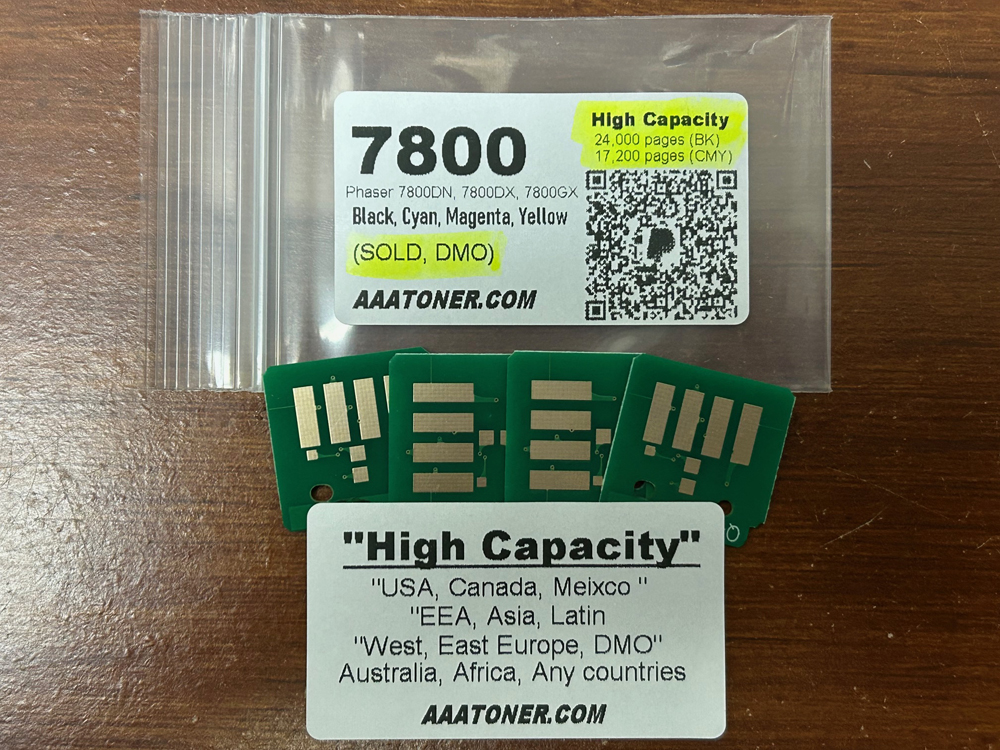 7800
Phaser 7800DN, 7800DX, 7800GX
Black, Cyan, Magenta, Yellow
(SOLD, DMO)
AAATONER.COM
High Capacity
24,000 pages (BK)
17,200 pages (CMY)
"High Capacity"
"USA, Canada, Meixco "
"EEA, Asia, Latin
"West, East Europe, DMO"
Australia, Africa, Any countries
AAATONER.COM